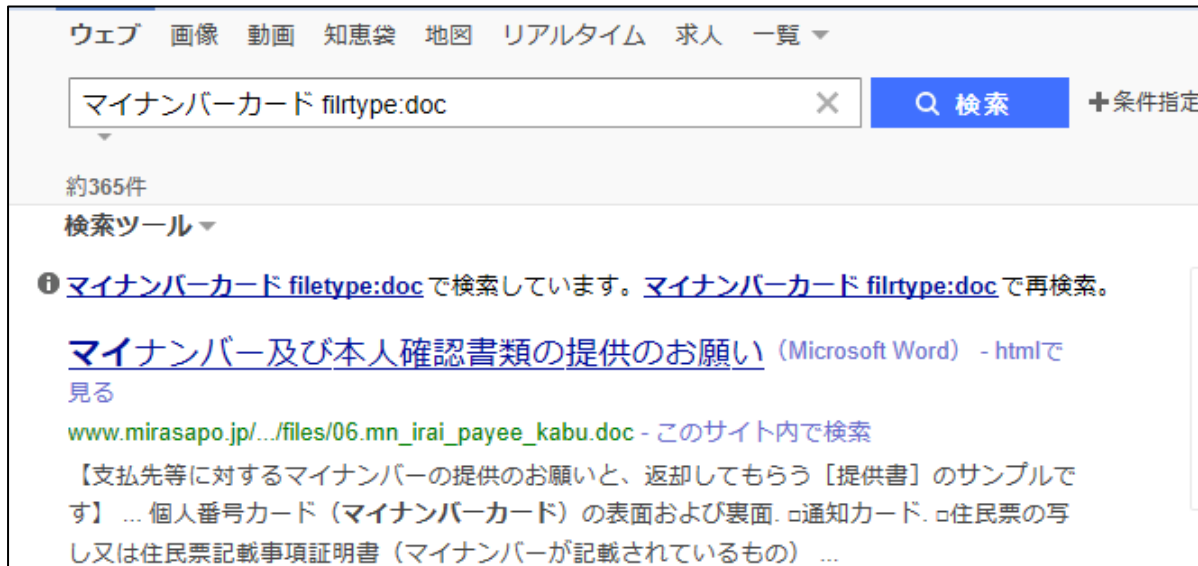 ウェブ 画像 動画 知恵袋 地図 リアルタイム 求人 一覧
マイナンバーカード filrtype:doc
検索
+条件指定
約365件
検索ツール
マイナンバーカード filetype:docで検索しています。マイナンバーカード filrtype:docで再検索。
マイナンバー及び本人確認書類の提供のお願い（Microsoft Word） - htmlで
見る
www.mirasapo.jp/.../files/06.mn_irai_payee_kabu.doc - このサイト内で検索
【支払先等に対するマイナンバーの提供のお願いと、返却してもらう［提供書］のサンプルで
す】 ... 個人番号カード（マイナンバーカード）の表面および裏面. □通知カード. □住民票の写
し又は住民票記載事項証明書（マイナンバーが記載されているもの） ...